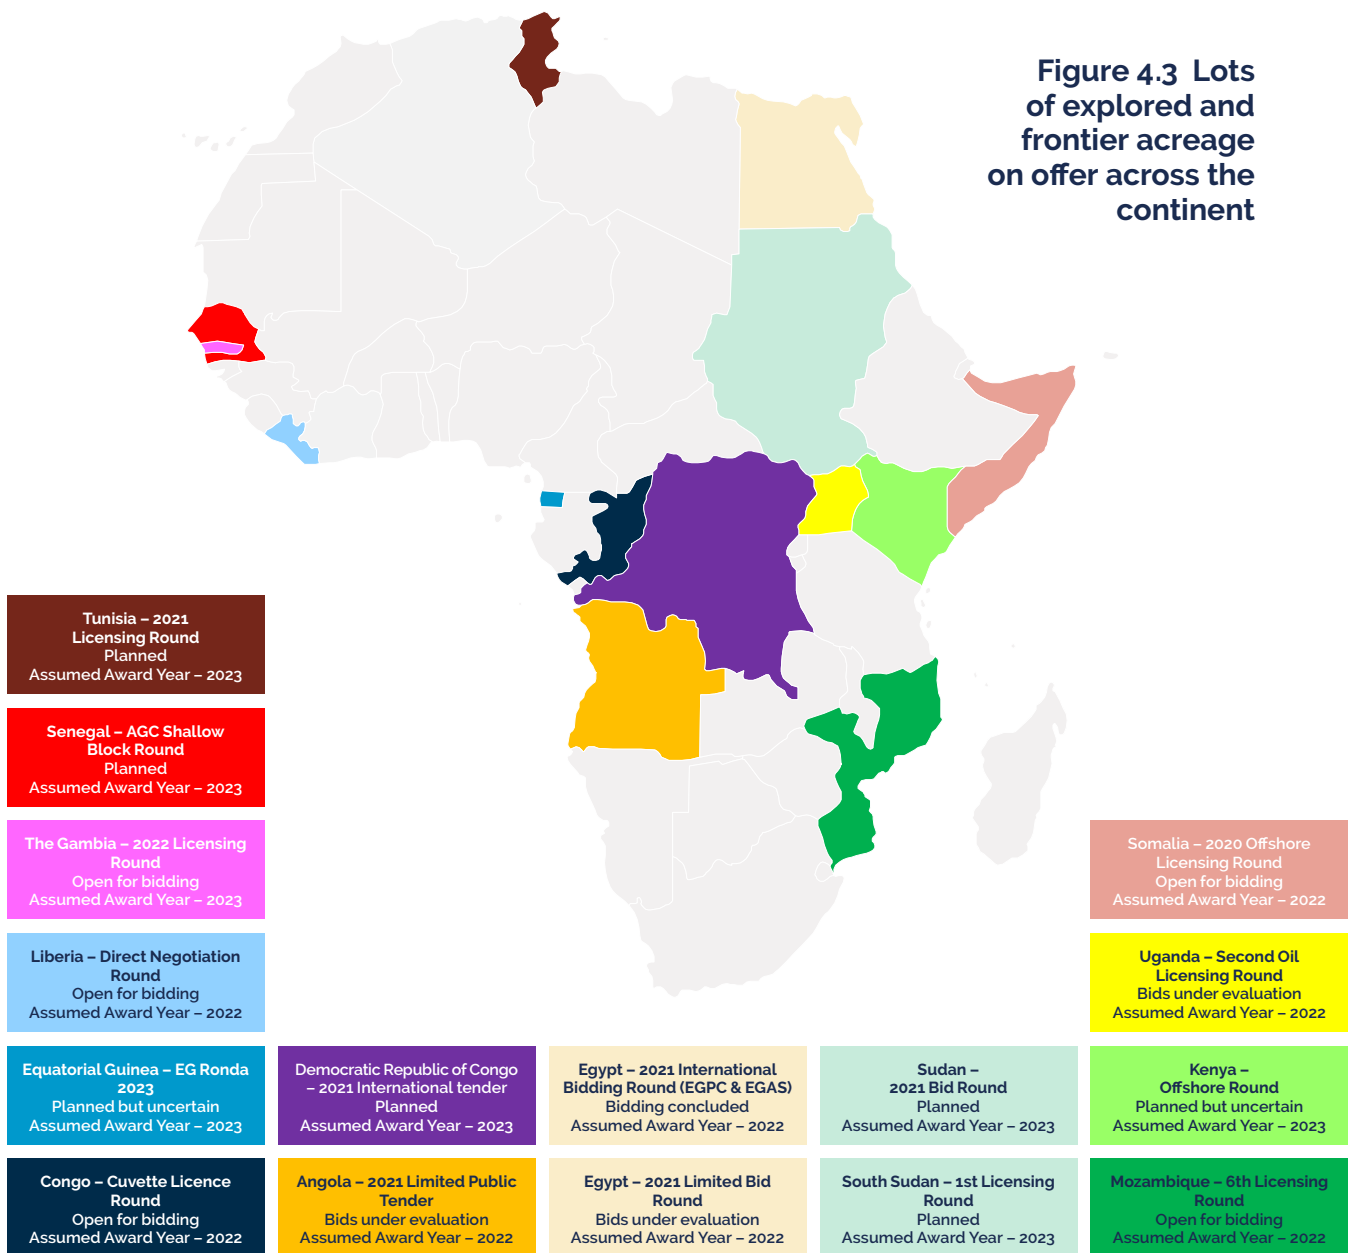 Figure 4.3 Lots
of explored and
frontier acreage
on offer across the
continent
Tunisia – 2021
Licensing Round
Planned
Assumed Award Year – 2023
Senegal – AGC Shallow
Block Round
Planned
Assumed Award Year – 2023
The Gambia – 2022 Licensing
Round
Open for bidding
Assumed Award Year – 2023
Liberia – Direct Negotiation
Round
Open for bidding
Assumed Award Year – 2022
Equatorial Guinea – EG Ronda
2023
Planned but uncertain
Assumed Award Year – 2023
Congo – Cuvette Licence
Round
Open for bidding
Assumed Award Year – 2022
Democratic Republic of Congo
– 2021 International tender
Planned
Assumed Award Year – 2023
Angola – 2021 Limited Public
Tender
Bids under evaluation
Assumed Award Year – 2022
Egypt – 2021 International
Bidding Round (EGPC & EGAS)
Bidding concluded
Assumed Award Year – 2022
Egypt – 2021 Limited Bid
Round
Bids under evaluation
Assumed Award Year – 2022
Sudan –
2021 Bid Round
Planned
Assumed Award Year – 2023
South Sudan – 1st Licensing
Round
Planned
Assumed Award Year – 2023
Somalia – 2020 Offshore
Licensing Round
Open for bidding
Assumed Award Year – 2022
Uganda – Second Oil
Licensing Round
Bids under evaluation
Assumed Award Year – 2022
Kenya –
Offshore Round
Planned but uncertain
Assumed Award Year – 2023
Mozambique – 6th Licensing
Round
Open for bidding
Assumed Award Year – 2022